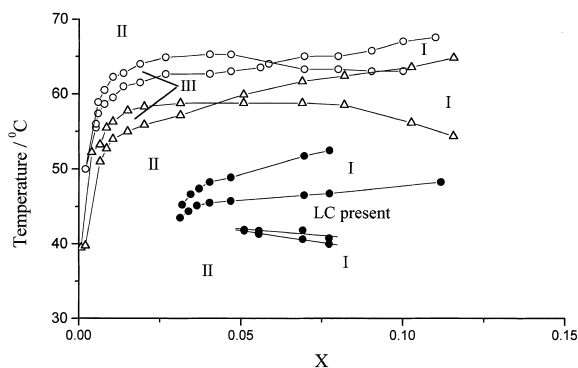 70
II
I
III
60
I
Temperature / ⁰C
II
50
I
LC present
40
II
I
30
0.00
0.05
0.10
0.15
X